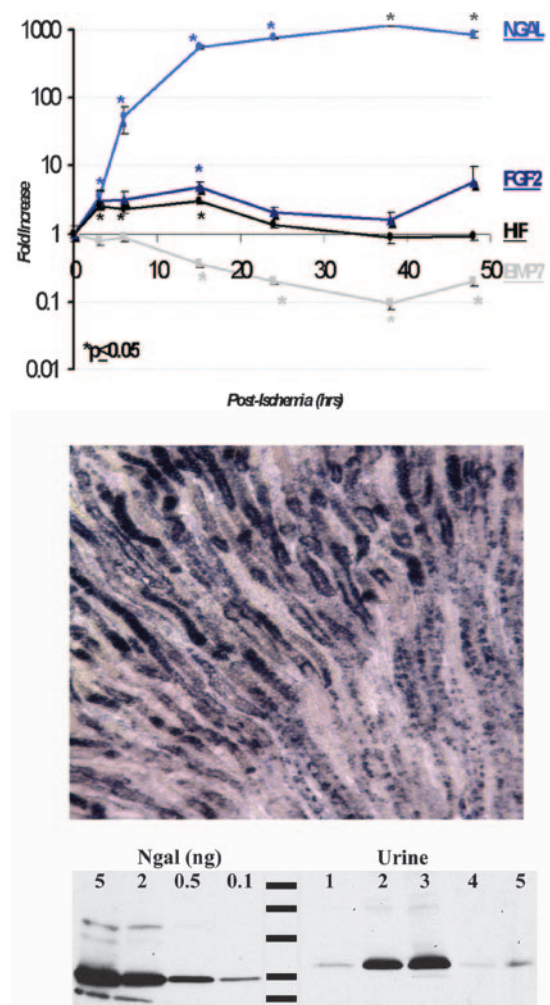 1000
NGAL
100
10
FGF2
Fold Increase
1
HIF
0
10
20
30
40
50
BMP7
0.1
*p≤0.05
0.01
Post-Ischemia (hrs)
Ngal (ng)
Urine
5 2 0.5 0.1
1 2 3 4 5